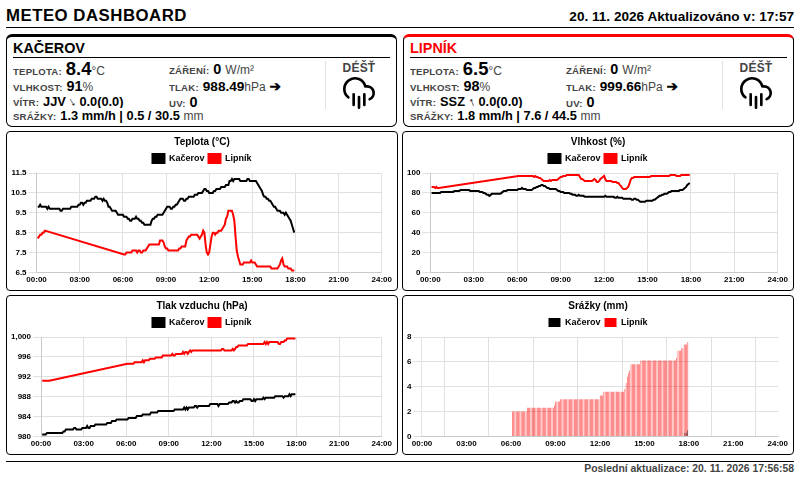 METEO DASHBOARD
20. 11. 2026 Aktualizováno v: 17:57
KAČEROV
TEPLOTA: 8.4°C
ZÁŘENÍ: 0 W/m²
DÉŠŤ
VLHKOST: 91%
TLAK: 988.49hPa ➔
VÍTR: JJV 0.0(0.0)
UV: 0
SRÁŽKY: 1.3 mm/h | 0.5 / 30.5 mm
LIPNÍK
TEPLOTA: 6.5°C
ZÁŘENÍ: 0 W/m²
DÉŠŤ
VLHKOST: 98%
TLAK: 999.66hPa ➔
VÍTR: SSZ 0.0(0.0)
UV: 0
SRÁŽKY: 1.8 mm/h | 7.6 / 44.5 mm
Teplota (°C)
Kačerov Lipník
11.5
10.5
9.5
8.5
7.5
6.5
00:00 03:00 06:00 09:00 12:00 15:00 18:00 21:00 24:00
Vlhkost (%)
Kačerov Lipník
100
80
60
40
20
0
00:00 03:00 06:00 09:00 12:00 15:00 18:00 21:00 24:00
Tlak vzduchu (hPa)
Kačerov Lipník
1,000
996
992
988
984
980
00:00 03:00 06:00 09:00 12:00 15:00 18:00 21:00 24:00
Srážky (mm)
Kačerov Lipník
8
6
4
2
0
00:00 03:00 06:00 09:00 12:00 15:00 18:00 21:00 24:00
Poslední aktualizace: 20. 11. 2026 17:56:58